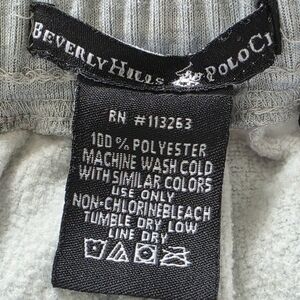 BEVERLY HILLS POLO CL
RN #113263
100% POLYESTER
MACHINE WASH COLD
WITH SIMILAR COLORS
USE ONLY
NON-CHLORINEBLEACH
TUMBLE DRY LOW
LINE DRY